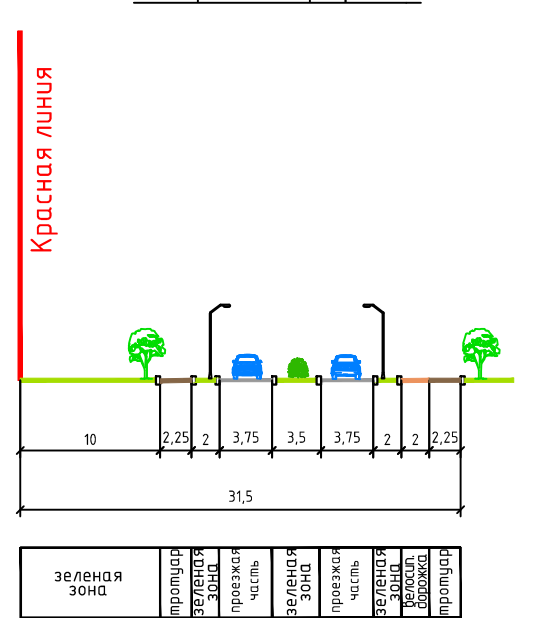 Красная линия
10
2,25
2
3,75
3,5
3,75
2
2
2,25
31,5
зеленая
зона
тротуар
зеленая
зона
проезжая
часть
зеленая
зона
проезжая
часть
зеленая
зона
велосип.
дорожка
тротуар